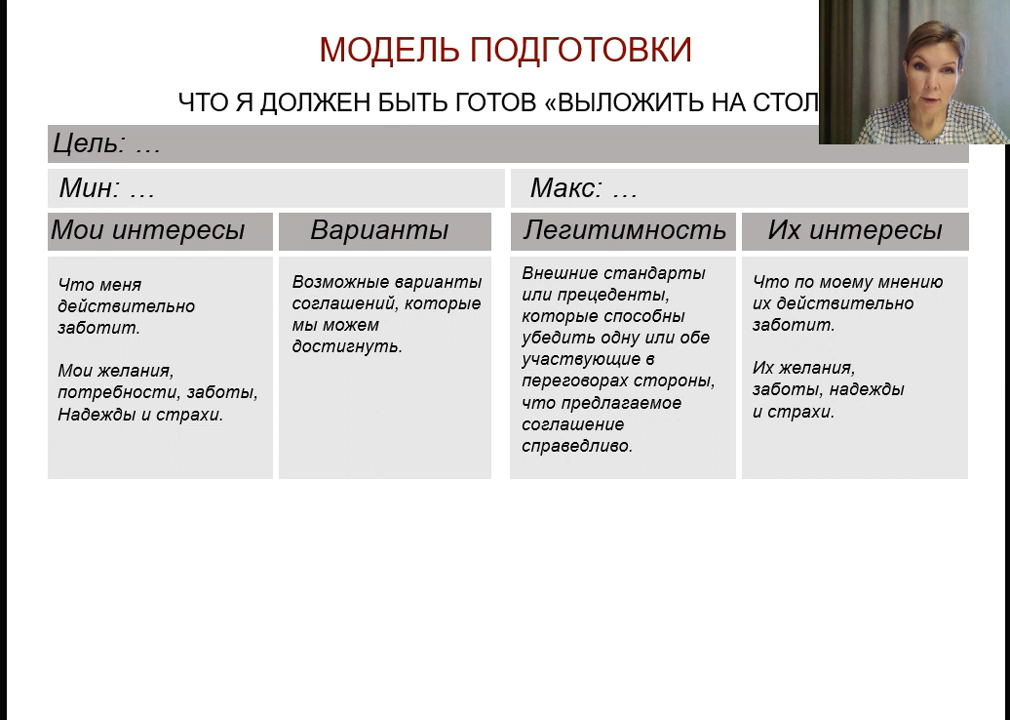 МОДЕЛЬ ПОДГОТОВКИ
ЧТО Я ДОЛЖЕН БЫТЬ ГОТОВ «ВЫЛОЖИТЬ НА СТОЛ
Цель: ...
Мин: ...
Макс: ...
Мои интересы
Варианты
Легитимность
Их интересы
Что меня
действительно
заботит.
Мои желания,
потребности, заботы,
Надежды и страхи.
Возможные варианты
соглашений, которые
мы можем
достигнуть.
Внешние стандарты
или прецеденты,
которые способны
убедить одну или обе
участвующие в
переговорах стороны,
что предлагаемое
соглашение
справедливо.
Что по моему мнению
их действительно
заботит.
Их желания,
заботы, надежды
и страхи.